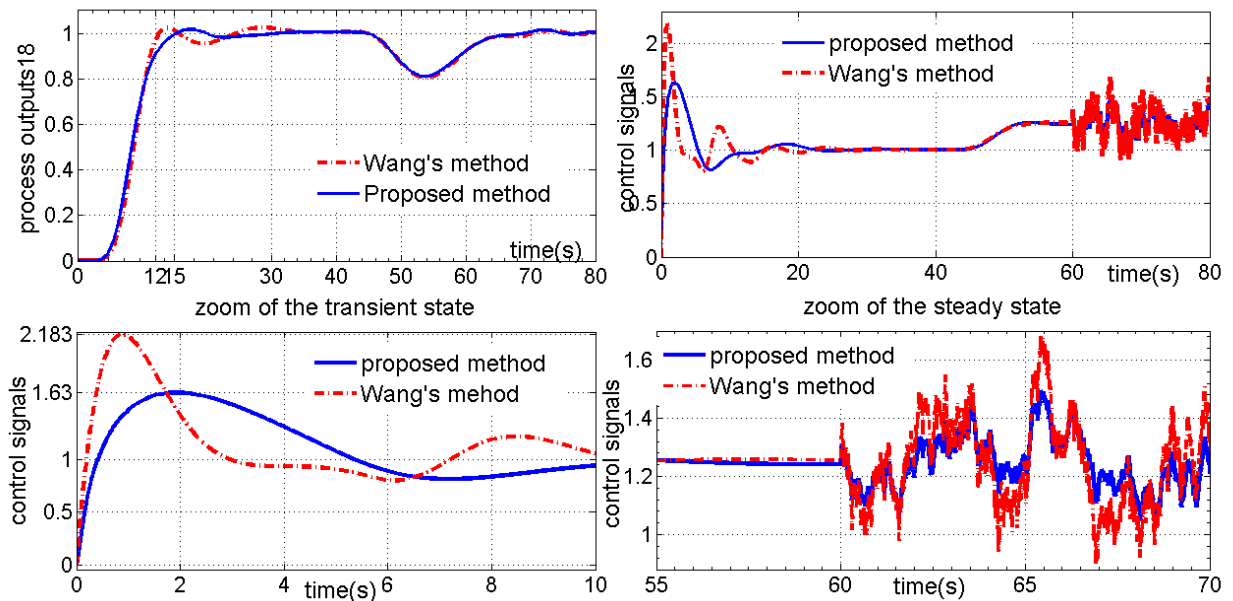 process outputs18
1
0.8
0.6
0.4
0.2
0
Wang's method
Proposed method
time(s)
0
12
15
30
40
50
60
70
80
control signals
2
1.5
1
0.5
0
proposed method
Wang's method
0
20
40
60
time(s)
80
zoom of the transient state
control signals
2.183
1.63
1
0.5
0
proposed method
Wang's mehod
0
2
4
time(s)
6
8
10
zoom of the steady state
control signals
1.6
1.4
1.2
1
proposed method
Wang's method
55
60
time(s)
65
70